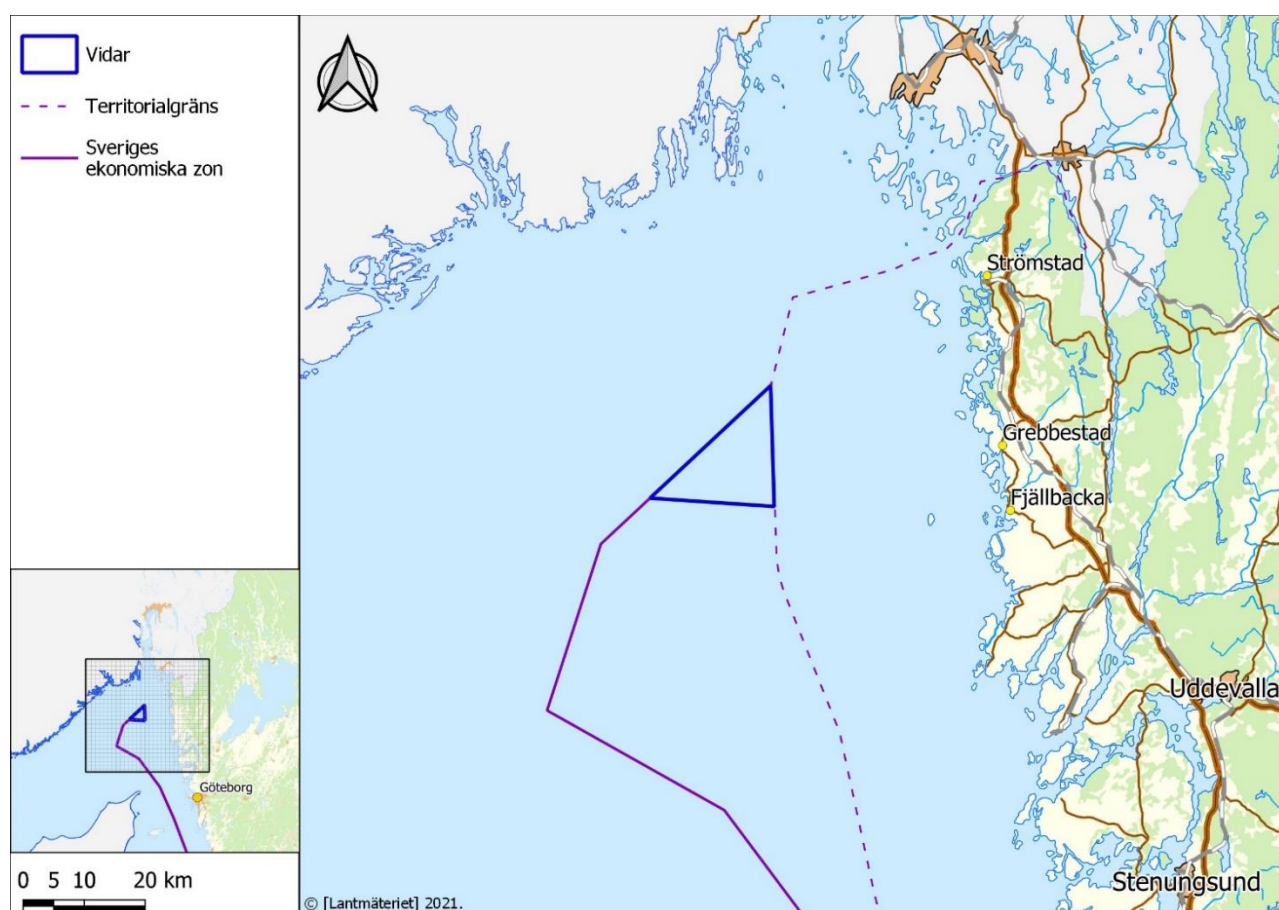 Vidar
Territorialgräns
Sveriges
ekonomiska zon
Strömstad
Grebbestad
Fjällbacka
Uddevalla
Stenungsund
Göteborg
0 5 10 20 km
© [Lantmäteriet] 2021.